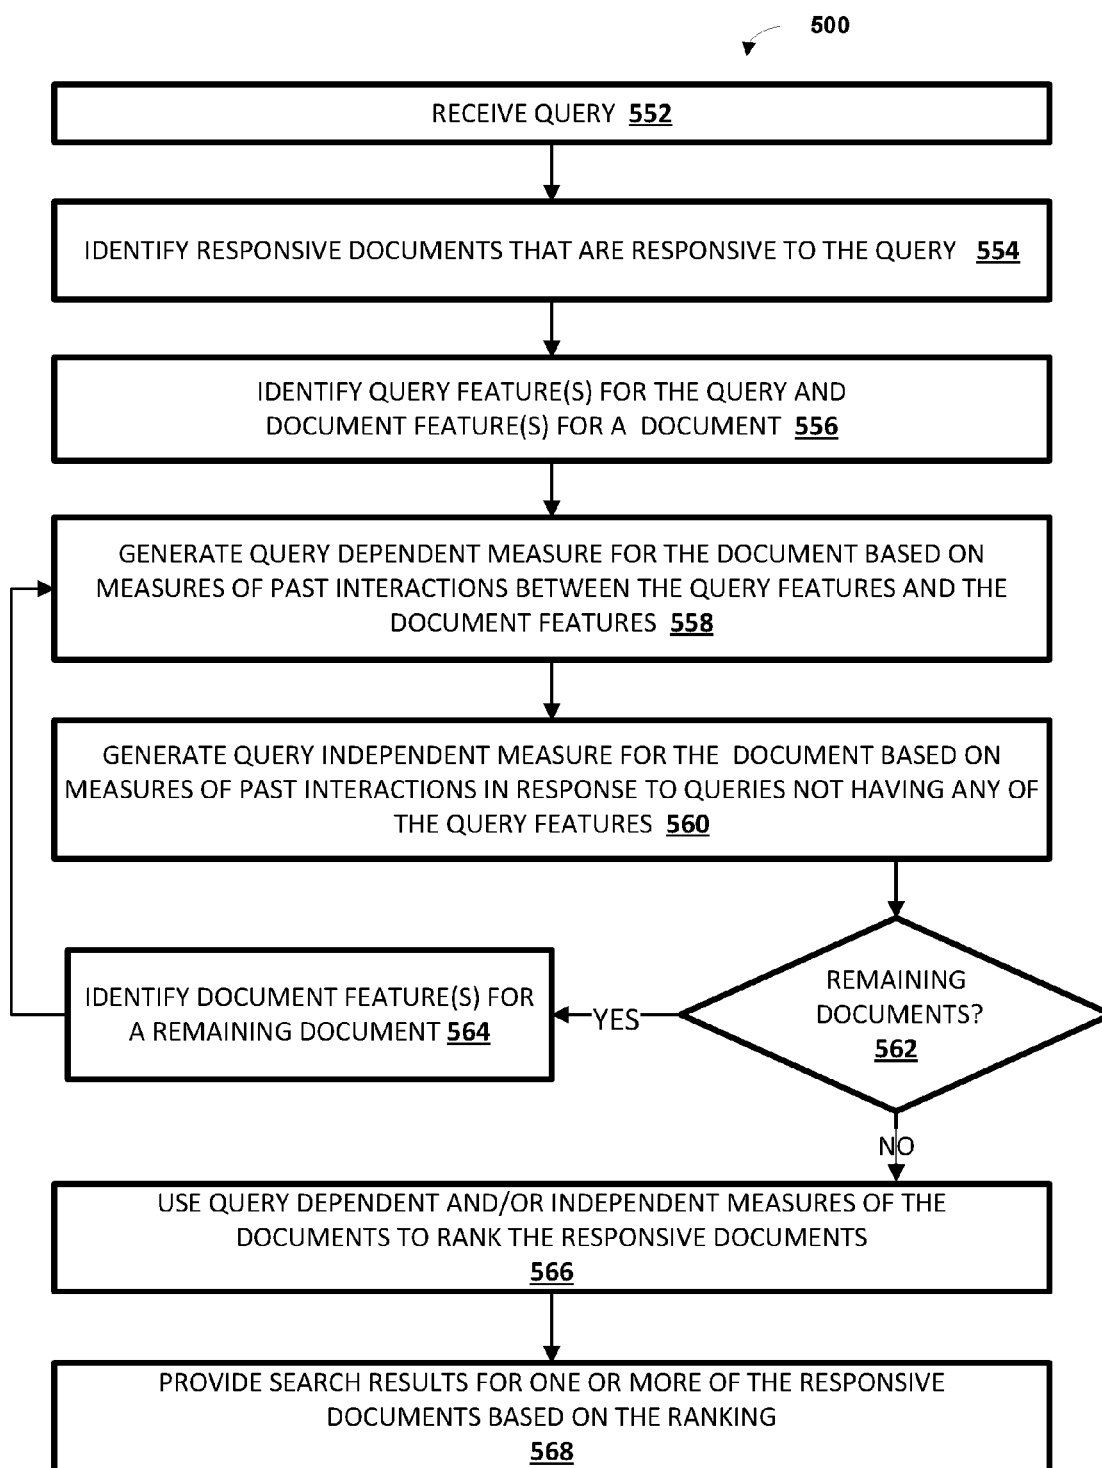 500
RECEIVE QUERY 552
IDENTIFY RESPONSIVE DOCUMENTS THAT ARE RESPONSIVE TO THE QUERY 554
IDENTIFY QUERY FEATURE(S) FOR THE QUERY AND
DOCUMENT FEATURE(S) FOR A DOCUMENT 556
GENERATE QUERY DEPENDENT MEASURE FOR THE DOCUMENT BASED ON
MEASURES OF PAST INTERACTIONS BETWEEN THE QUERY FEATURES AND THE
DOCUMENT FEATURES 558
GENERATE QUERY INDEPENDENT MEASURE FOR THE DOCUMENT BASED ON
MEASURES OF PAST INTERACTIONS IN RESPONSE TO QUERIES NOT HAVING ANY OF
THE QUERY FEATURES 560
REMAINING
DOCUMENTS?
562
YES
IDENTIFY DOCUMENT FEATURE(S) FOR
A REMAINING DOCUMENT 564
NO
USE QUERY DEPENDENT AND/OR INDEPENDENT MEASURES OF THE
DOCUMENTS TO RANK THE RESPONSIVE DOCUMENTS
566
PROVIDE SEARCH RESULTS FOR ONE OR MORE OF THE RESPONSIVE
DOCUMENTS BASED ON THE RANKING
568